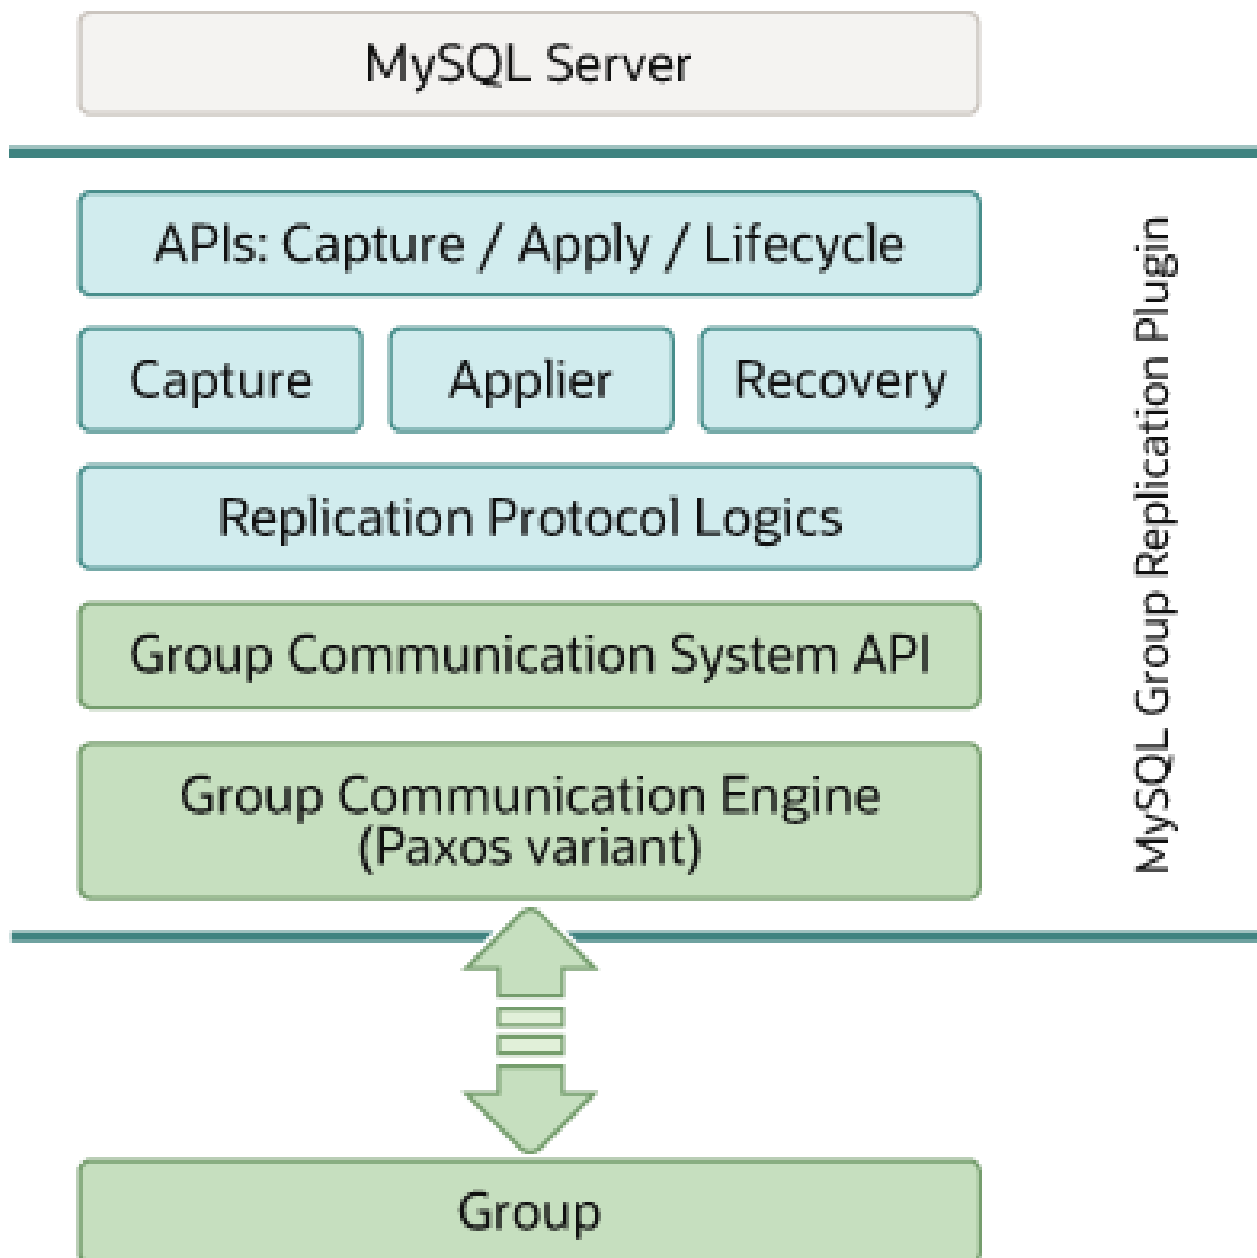 MySQL Server
APIs: Capture / Apply / Lifecycle
Capture
Applier
Recovery
Replication Protocol Logics
Group Communication System API
Group Communication Engine
(Paxos variant)
MySQL Group Replication Plugin
Group